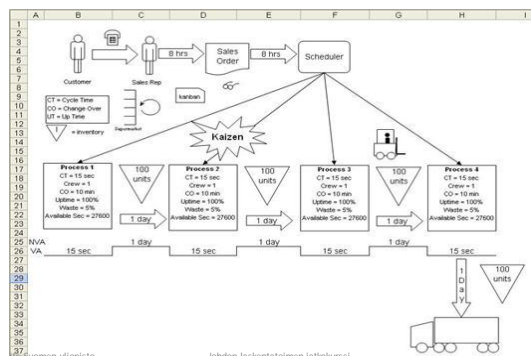 A B C D E F G H I
1
2
3
4
5
6
7
8
9
10
11
12
13
14
15
16
17
18
19
20
21
22
23
24
25
26
27
28
29
30
31
32
33
34
35
36
37
Customer
Sales Rep
8 hrs
Sales
Order
8 hrs
Scheduler
CT = Cycle Time
CO = Change Over
UT = Up Time
I
= inventory
Supermarket
kanban
Kaizen
Process 1
CT = 15 sec
Crew = 1
CO = 10 min
Uptime = 100%
Waste = 5%
Available Sec = 27600
100
units
1 day
Process 2
CT = 15 sec
Crew = 1
CO = 10 min
Uptime = 100%
Waste = 5%
Available Sec = 27600
100
units
1 day
Process 3
CT = 15 sec
Crew = 1
CO = 10 min
Uptime = 100%
Waste = 5%
Available Sec = 27600
100
units
1 day
Process 4
CT = 15 sec
Crew = 1
CO = 10 min
Uptime = 100%
Waste = 5%
Available Sec = 27600
NVA
VA
15 sec
1 day
15 sec
1 day
15 sec
1 day
15 sec
1 Day
100
units
yliopisto
Johdon laskentatoimen jatkokurssi